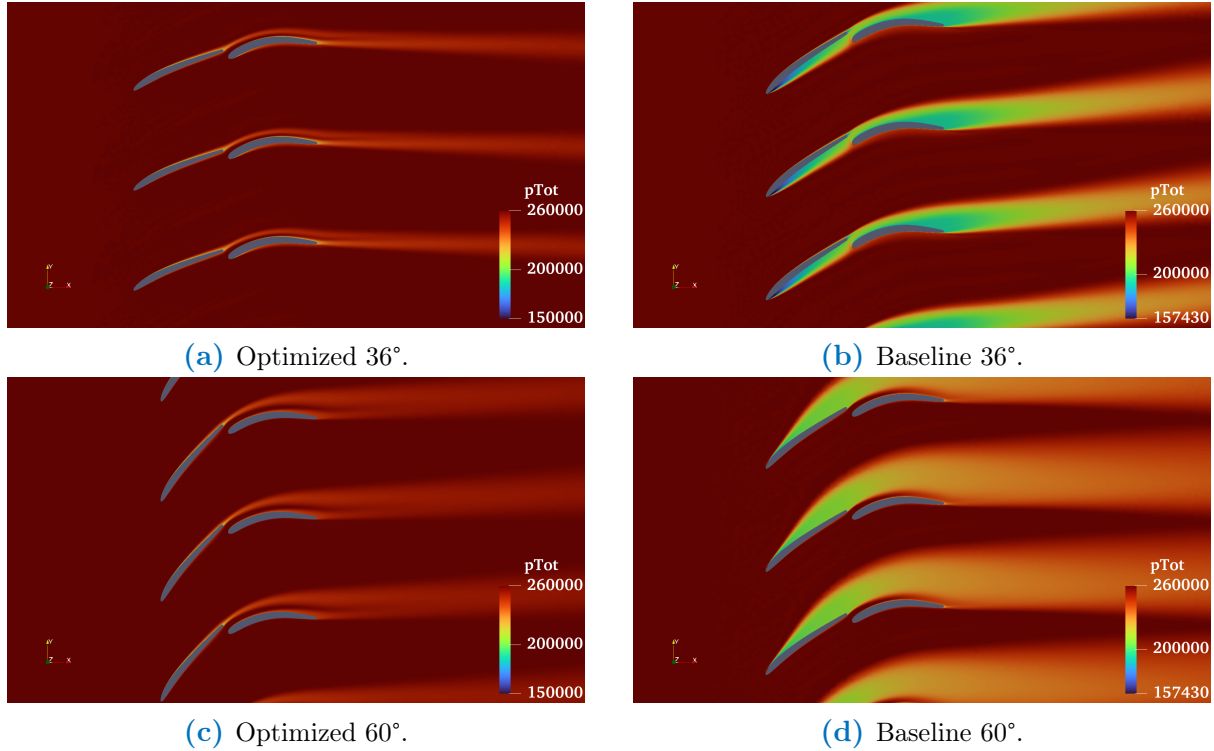 pTot
260000
200000
150000
Y
Z X
(a) Optimized 36°.
pTot
260000
200000
157430
Y
Z X
(b) Baseline 36°.
pTot
260000
200000
150000
Y
Z X
(c) Optimized 60°.
pTot
260000
200000
157430
Y
Z X
(d) Baseline 60°.